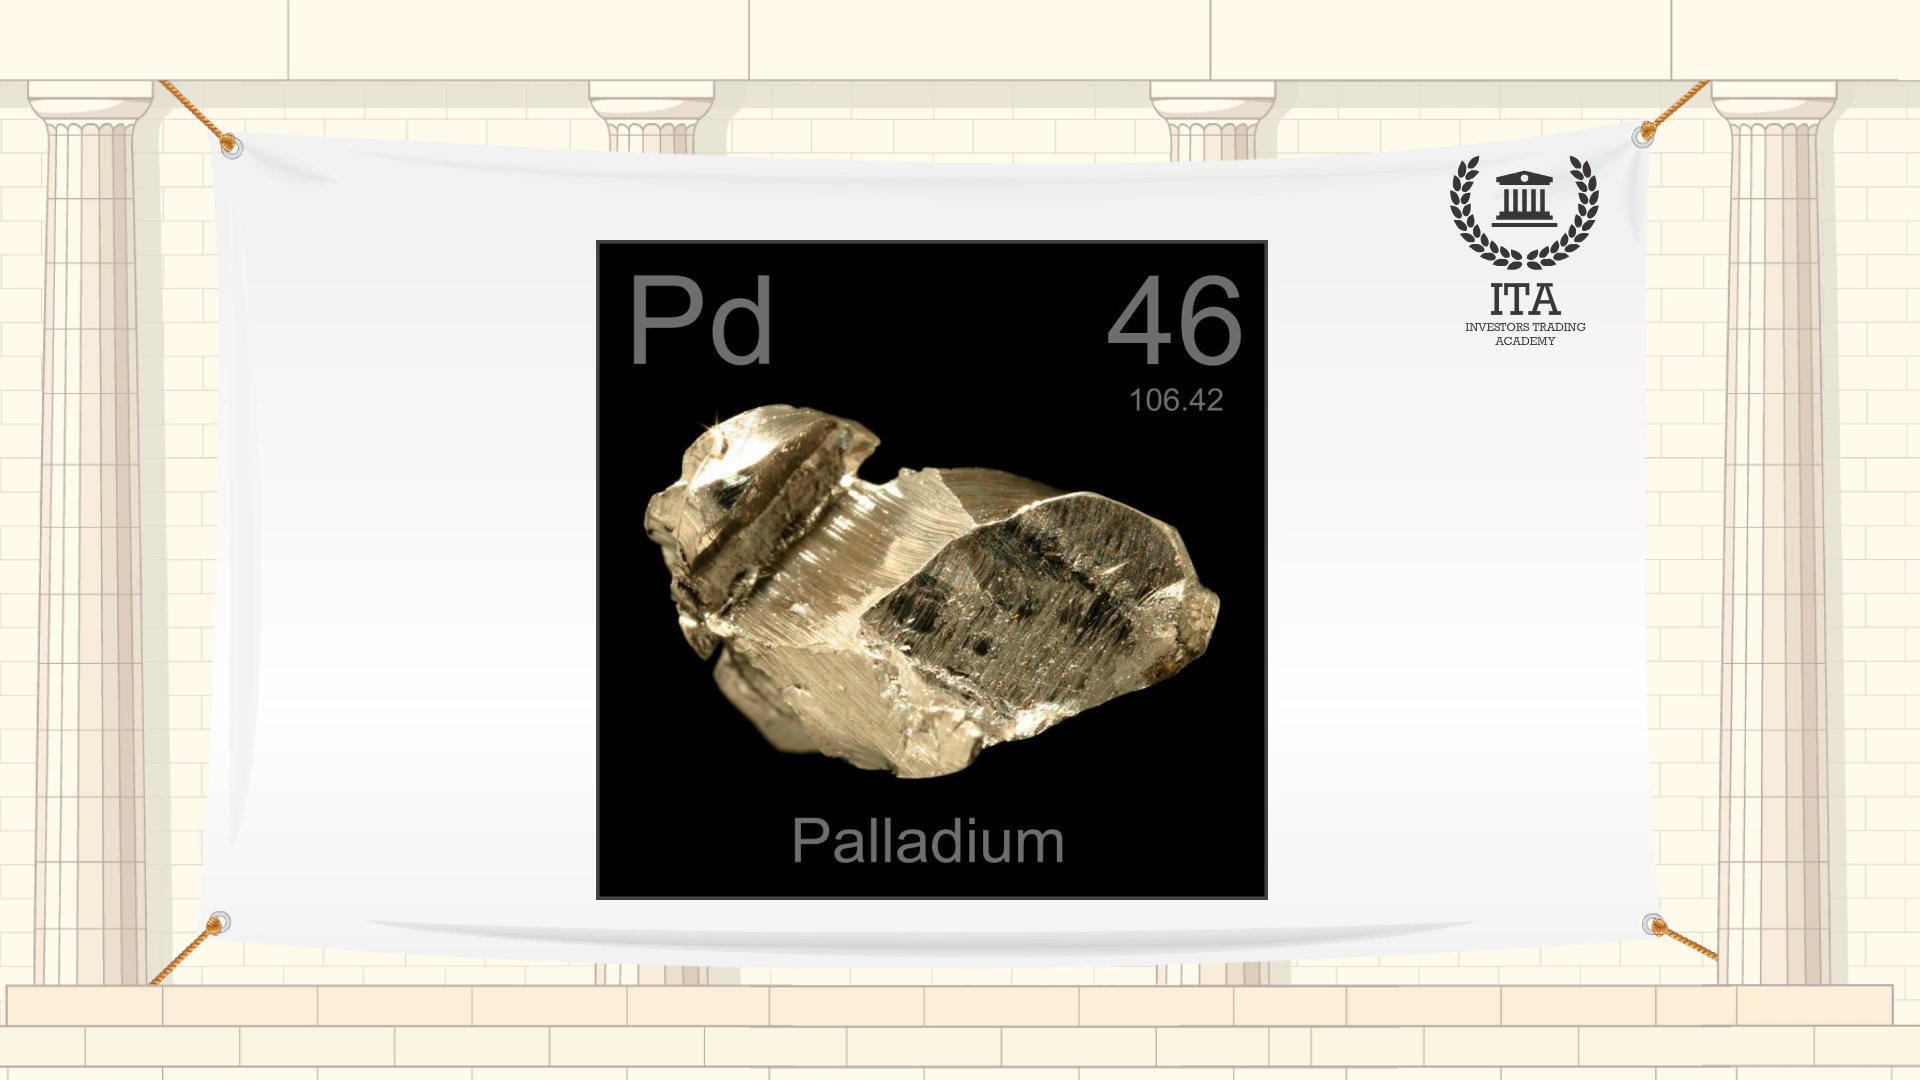 Pd
46
106.42
Palladium
ITA
INVESTORS TRADING
ACADEMY